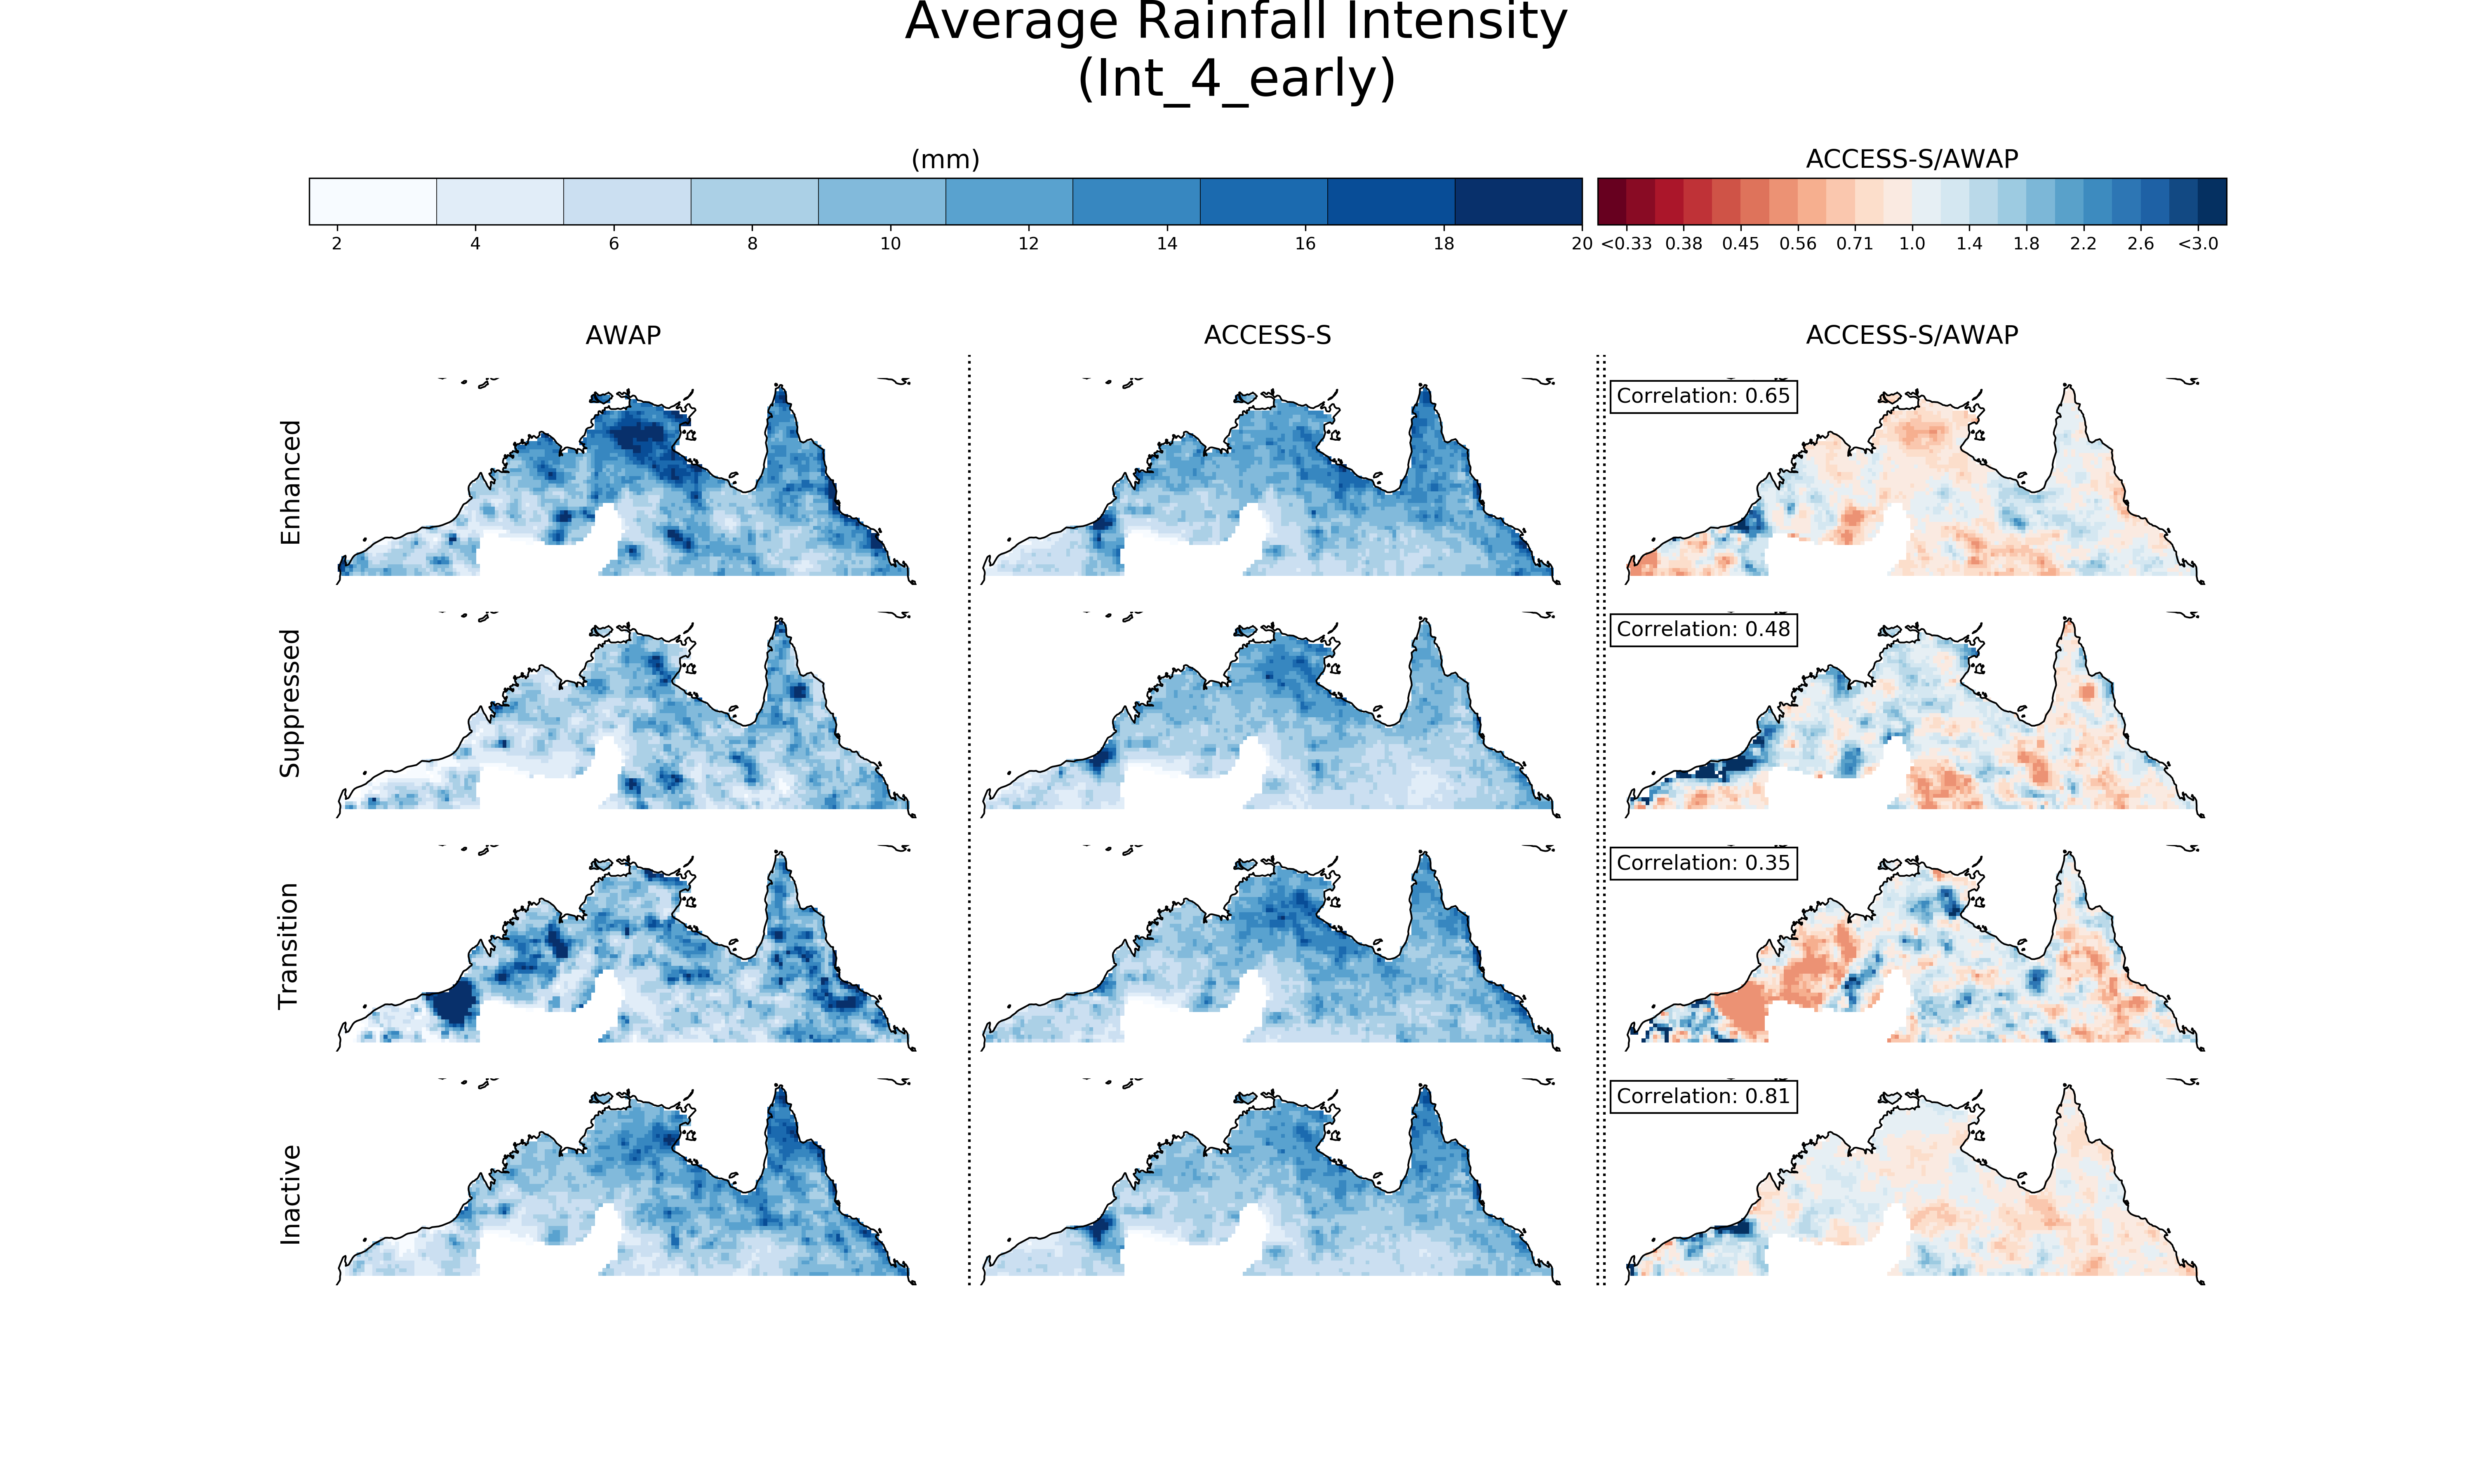 Average Rainfall Intensity
(Int_4_early)
(mm)
ACCESS-S/AWAP
2 4 6 8 10 12 14 16 18 20
<0.33 0.38 0.45 0.56 0.71 1.0 1.4 1.8 2.2 2.6 <3.0
AWAP
ACCESS-S
ACCESS-S/AWAP
Enhanced
Correlation: 0.65
Suppressed
Correlation: 0.48
Transition
Correlation: 0.35
Inactive
Correlation: 0.81